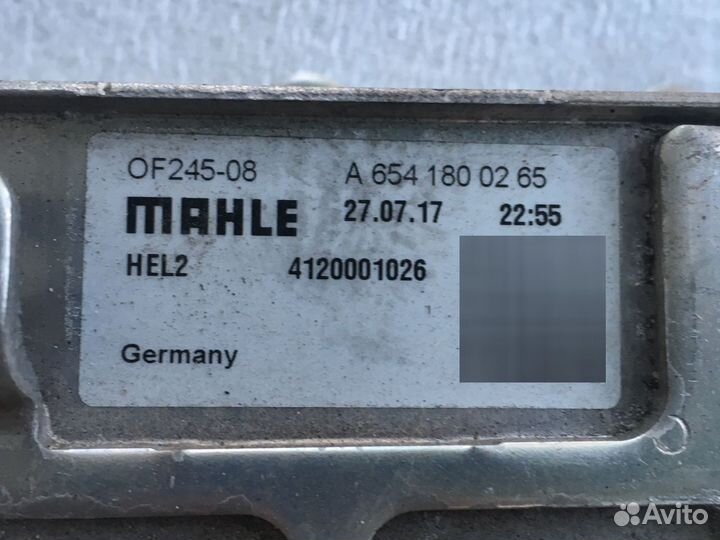 OF245-08 A 654 180 02 65
MAHLE 27.07.17 22:55
HEL2 4120001026
Germany
Avito